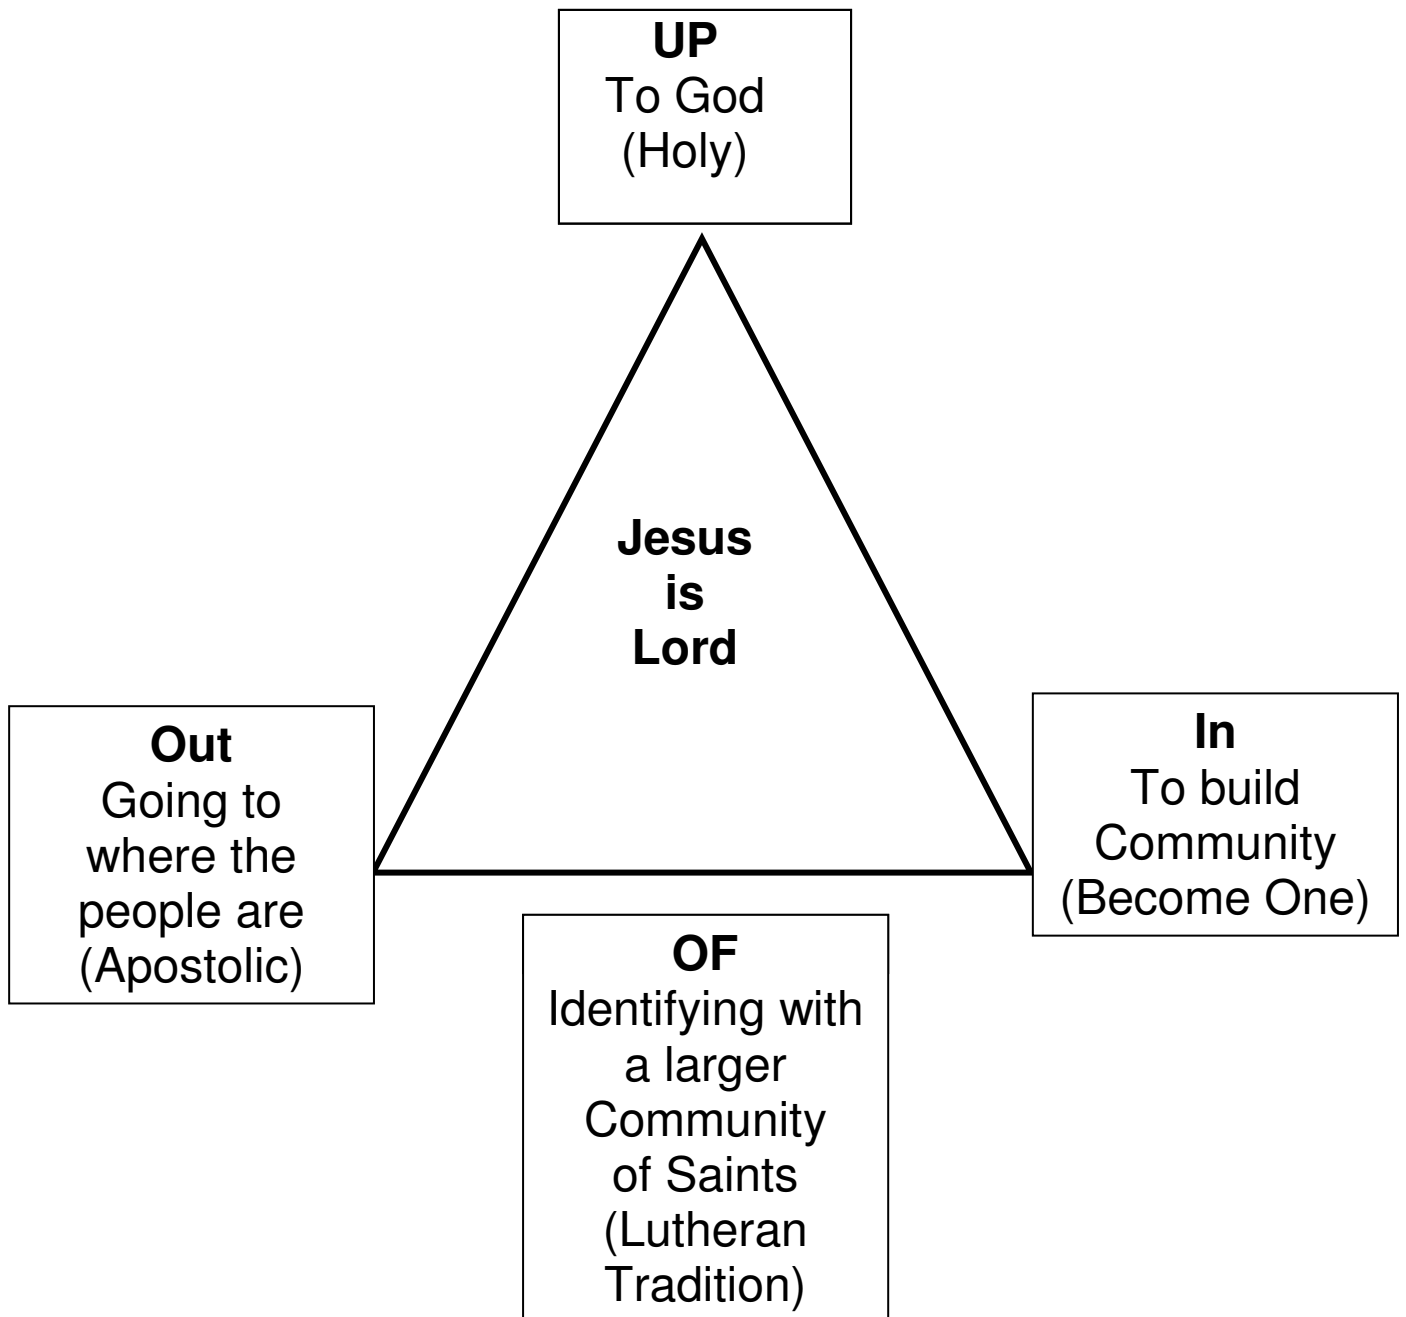 UP
To God
(Holy)
Jesus
is
Lord
Out
Going to
where the
people are
(Apostolic)
In
To build
Community
(Become One)
OF
Identifying with
a larger
Community
of Saints
(Lutheran
Tradition)